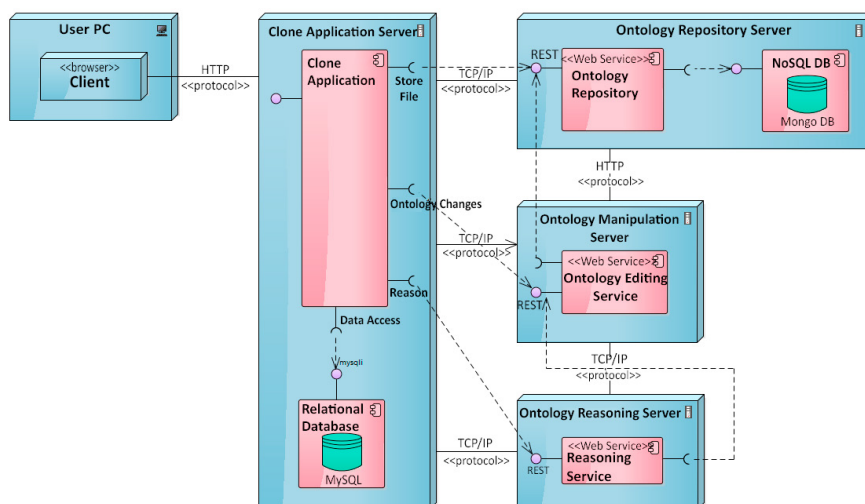 User PC
<<browser>>
Client
HTTP
<<protocol>>
Clone Application Server
Clone
Application
Store
File
Ontology Changes
Reason
Data Access
/mysqli
Relational
Database
MySQL
TCP/IP
<<protocol>>
TCP/IP
<<protocol>>
TCP/IP
<<protocol>>
Ontology Repository Server
REST
<<Web Service>>
Ontology
Repository
NoSQL DB
Mongo DB
HTTP
<<protocol>>
Ontology Manipulation
Server
<<Web Service>>
Ontology Editing
Service
REST/
TCP/IP
<<protocol>>
Ontology Reasoning Server
<<Web Service>>
Reasoning
Service
REST